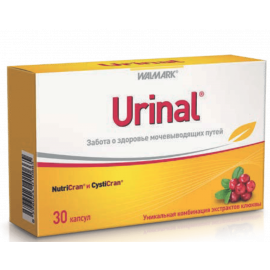 WALMARK®
Urinal®
Забота о здоровье мочевыводящих путей
NutriCran® и CystiCran®
30 капсул
Уникальная комбинация экстрактов клюквы